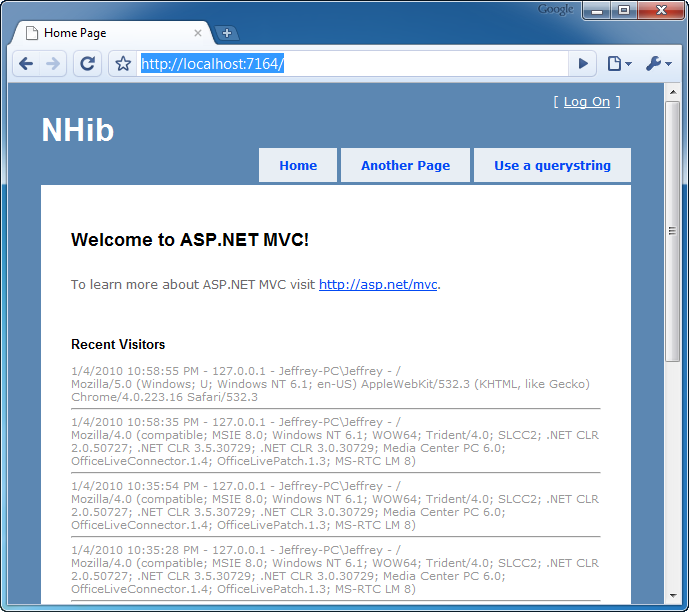 Google
Home Page
http://localhost:7164/
[ Log On ]
NHib
Home
Another Page
Use a querystring
Welcome to ASP.NET MVC!
To learn more about ASP.NET MVC visit http://asp.net/mvc.
Recent Visitors
1/4/2010 10:58:55 PM - 127.0.0.1 - Jeffrey-PC\Jeffrey - /
Mozilla/5.0 (Windows; U; Windows NT 6.1; en-US) AppleWebKit/532.3 (KHTML, like Gecko)
Chrome/4.0.223.16 Safari/532.3
1/4/2010 10:58:35 PM - 127.0.0.1 - Jeffrey-PC\Jeffrey - /
Mozilla/4.0 (compatible; MSIE 8.0; Windows NT 6.1; WOW64; Trident/4.0; SLCC2; .NET CLR
2.0.50727; .NET CLR 3.5.30729; .NET CLR 3.0.30729; Media Center PC 6.0;
OfficeLiveConnector.1.4; OfficeLivePatch.1.3; MS-RTC LM 8)
1/4/2010 10:35:54 PM - 127.0.0.1 - Jeffrey-PC\Jeffrey - /
Mozilla/4.0 (compatible; MSIE 8.0; Windows NT 6.1; WOW64; Trident/4.0; SLCC2; .NET CLR
2.0.50727; .NET CLR 3.5.30729; .NET CLR 3.0.30729; Media Center PC 6.0;
OfficeLiveConnector.1.4; OfficeLivePatch.1.3; MS-RTC LM 8)
1/4/2010 10:35:28 PM - 127.0.0.1 - Jeffrey-PC\Jeffrey - /
Mozilla/4.0 (compatible; MSIE 8.0; Windows NT 6.1; WOW64; Trident/4.0; SLCC2; .NET CLR
2.0.50727; .NET CLR 3.5.30729; .NET CLR 3.0.30729; Media Center PC 6.0;
OfficeLiveConnector.1.4; OfficeLivePatch.1.3; MS-RTC LM 8)